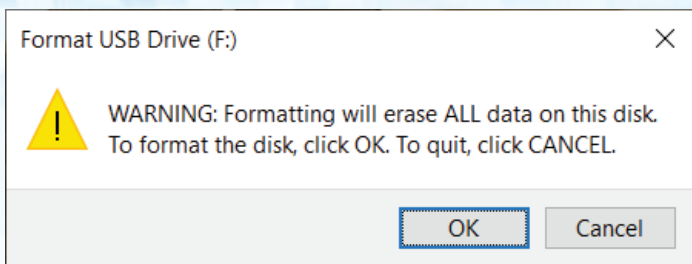 Format USB Drive (F:)
WARNING: Formatting will erase ALL data on this disk.
To format the disk, click OK. To quit, click CANCEL.
OK
Cancel